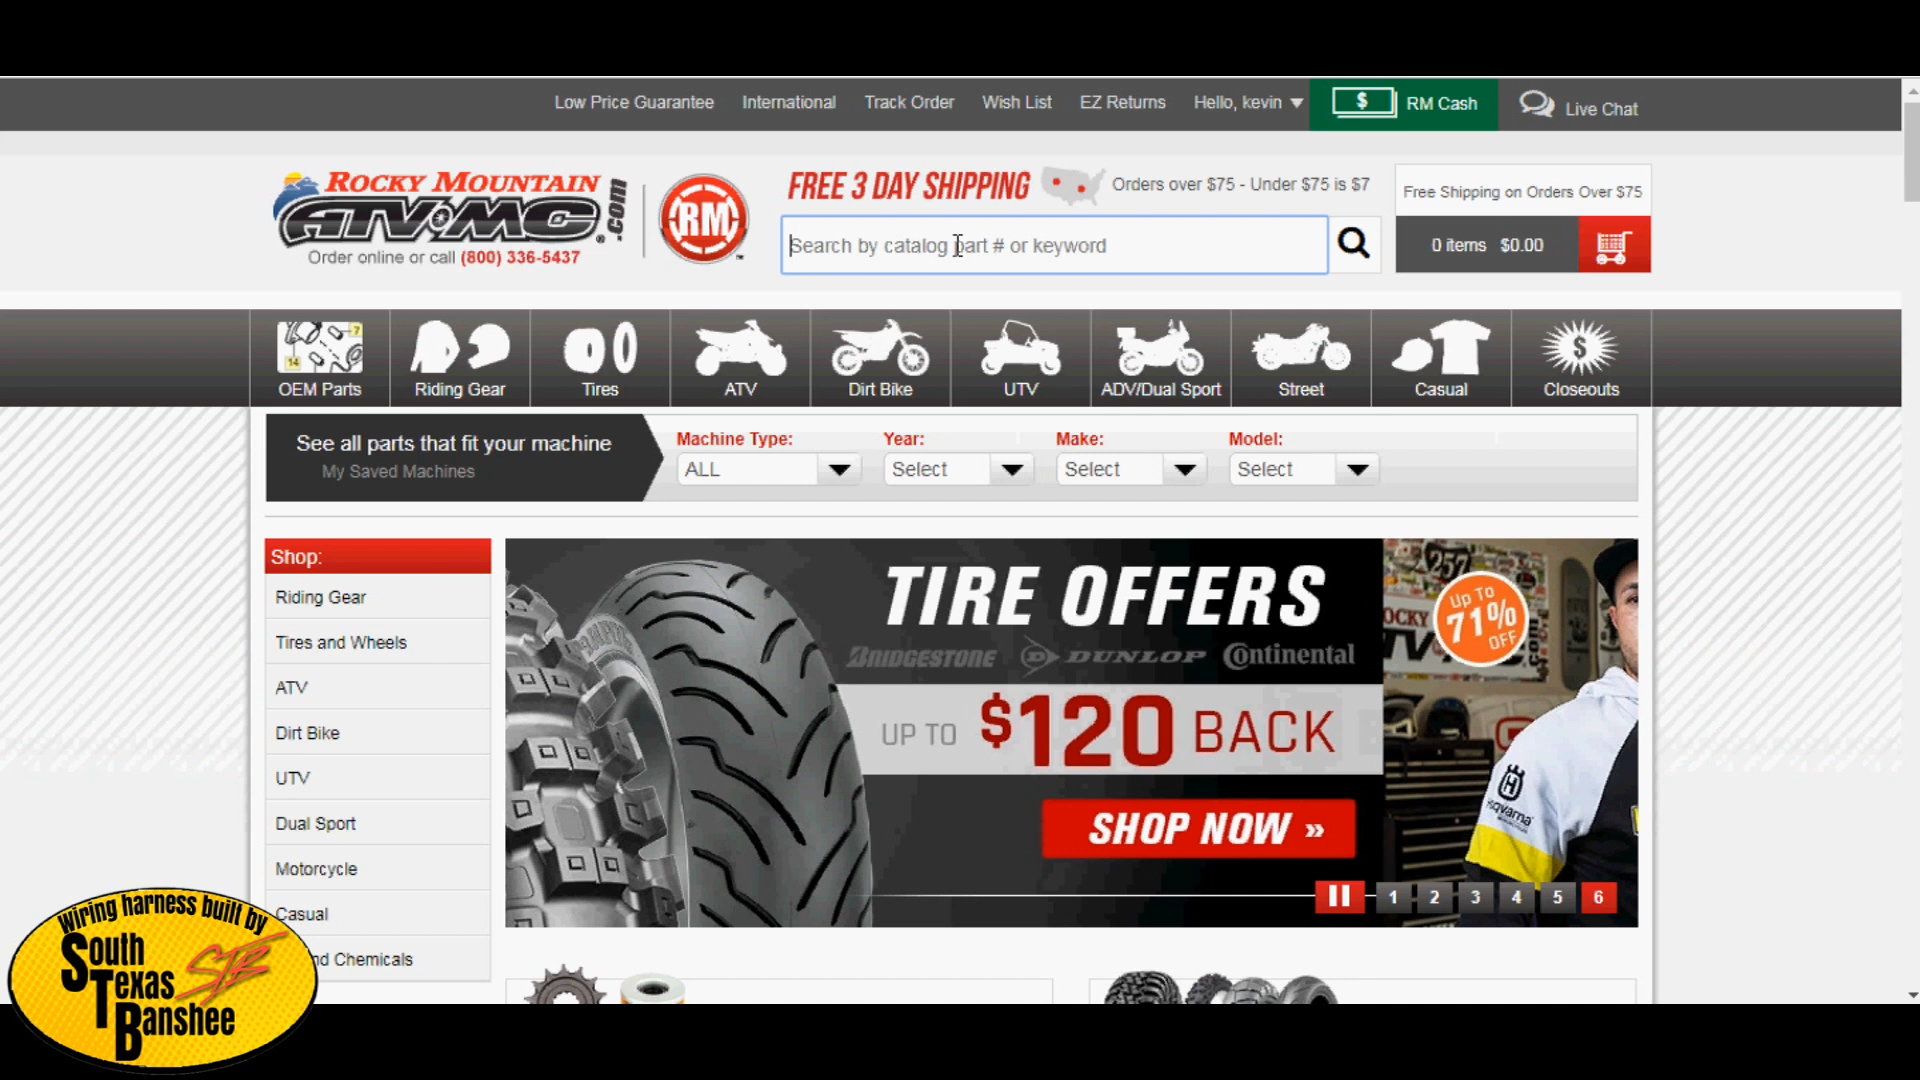 Low Price Guarantee International Track Order Wish List EZ Returns Hello, kevin $ RM Cash Live Chat
ROCKY MOUNTAIN
ATV•MC®.com
Order online or call (800) 336-5437
RM™
FREE 3 DAY SHIPPING Orders over $75 - Under $75 is $7
Search by catalog part # or keyword
Free Shipping on Orders Over $75
0 items $0.00
7
14
$
OEM Parts Riding Gear Tires ATV Dirt Bike UTV ADV/Dual Sport Street Casual Closeouts
See all parts that fit your machine
My Saved Machines
Machine Type: Year: Make: Model:
ALL Select Select Select
Shop:
Riding Gear
Tires and Wheels
ATV
Dirt Bike
UTV
Dual Sport
Motorcycle
Casual
nd Chemicals
TIRE OFFERS
BRIDGESTONE DUNLOP Continental
UP TO $120 BACK
SHOP NOW »
257
Up To
71%
OFF
OCKY
Husqvarna
1 2 3 4 5 6
Wiring harness built by
South
Texas
Banshee
STR